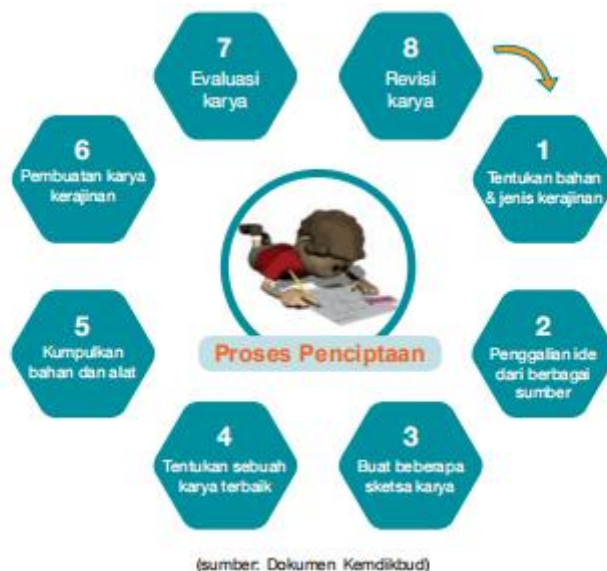 7
Evaluasi
karya
8
Revisi
karya
6
Pembuatan karya
kerajinan
1
Tentukan bahan
& jenis kerajinan
5
Kumpulkan
bahan dan alat
Proses Penciptaan
2
Penggalian ide
dari berbagai
sumber
4
Tentukan sebuah
karya terbaik
3
Buat beberapa
sketsa karya
(sumber: Dokumen Kemdikbud)